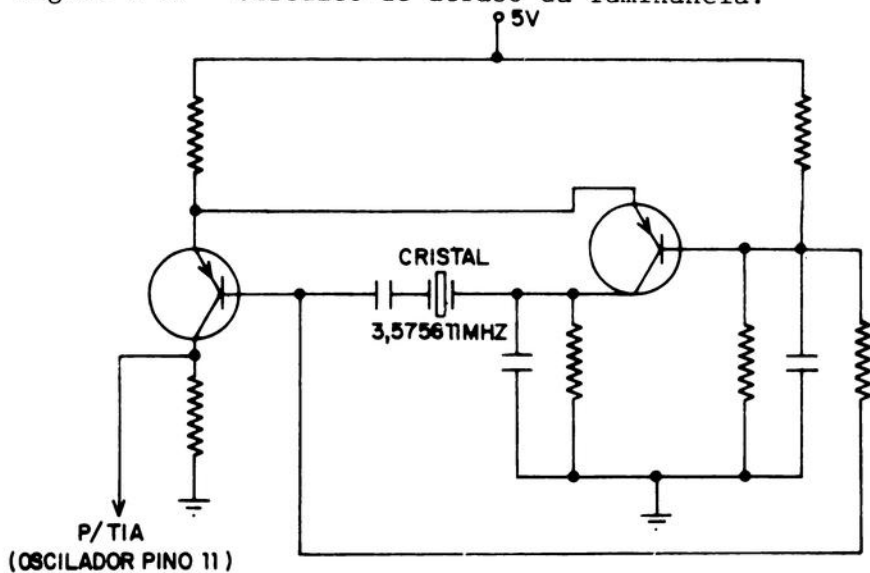 5V
CRISTAL
3,575611MHZ
P/TIA
(OSCILADOR PINO 11)